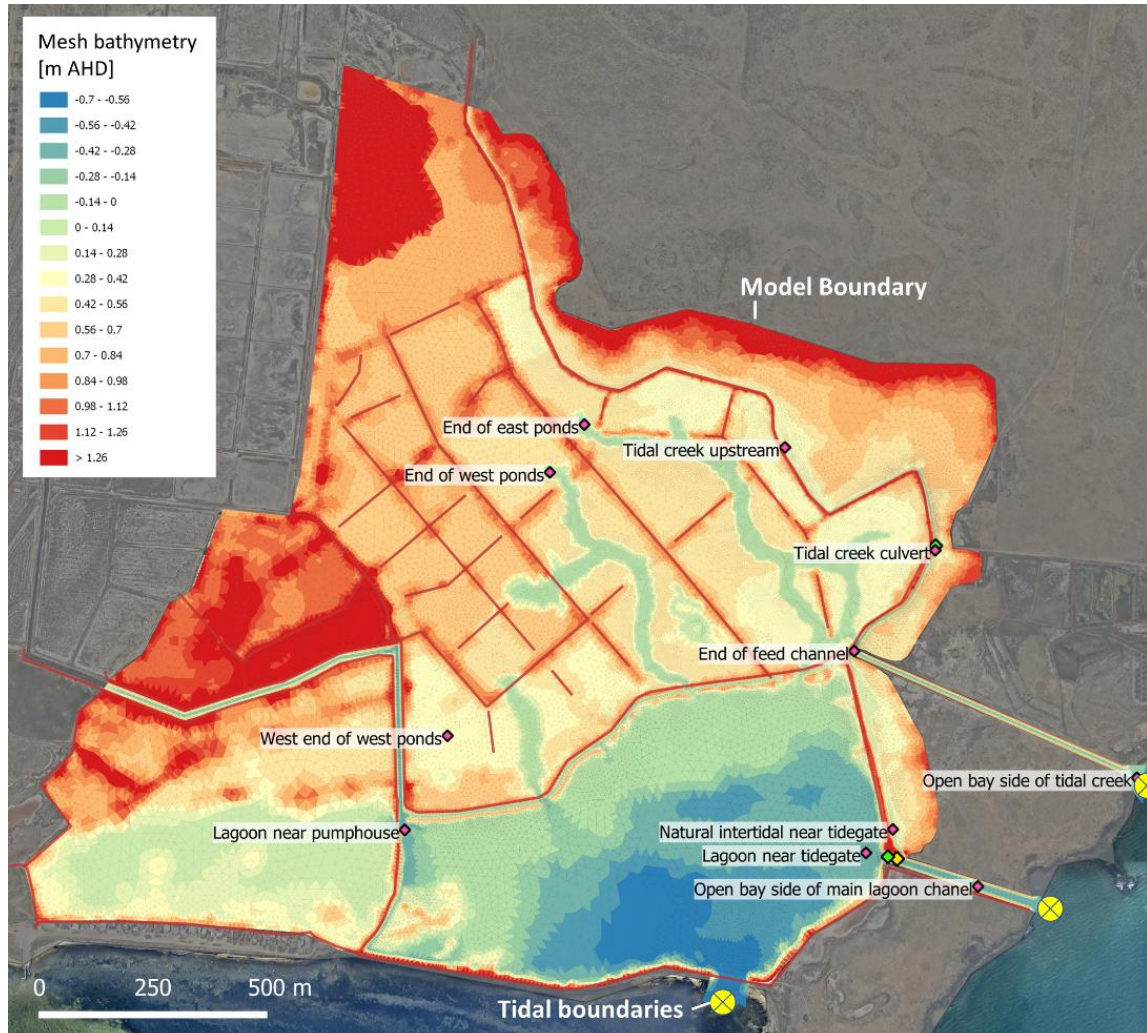 Mesh bathymetry
[m AHD]
-0.7 - -0.56
-0.56 - -0.42
-0.42 - -0.28
-0.28 - -0.14
-0.14 - 0
0 - 0.14
0.14 - 0.28
0.28 - 0.42
0.42 - 0.56
0.56 - 0.7
0.7 - 0.84
0.84 - 0.98
0.98 - 1.12
1.12 - 1.26
> 1.26
Model Boundary
End of east ponds
Tidal creek upstream
End of west ponds
Tidal creek culvert
End of feed channel
West end of west ponds
Open bay side of tidal creek
Lagoon near pumphouse
Natural intertidal near tidegate
Lagoon near tidegate
Open bay side of main lagoon chanel
0 250 500 m
Tidal boundaries